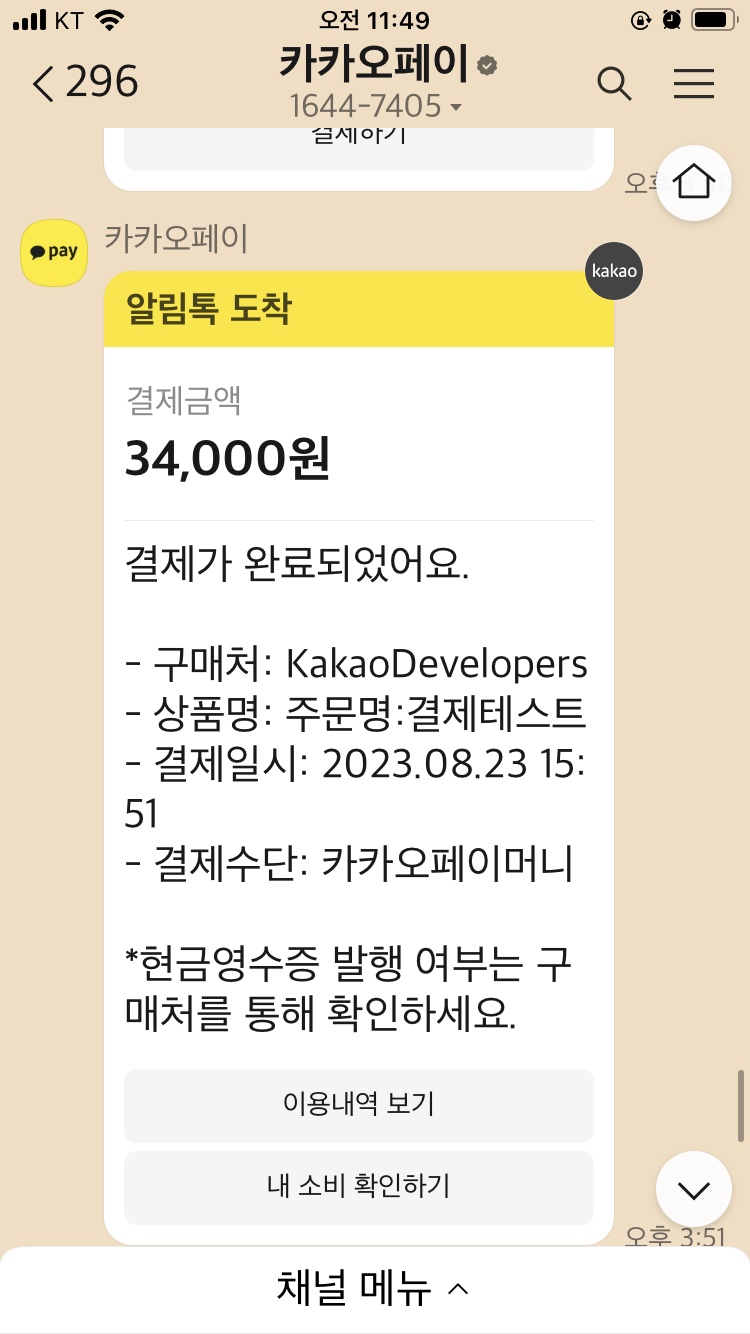 KT 오전 11:49
296 카카오페이
1644-7405
결제하기
pay 카카오페이
kakao
알림톡 도착
결제금액
34,000원
결제가 완료되었어요.
- 구매처: KakaoDevelopers
- 상품명: 주문명:결제테스트
- 결제일시: 2023.08.23 15:
51
- 결제수단: 카카오페이머니
*현금영수증 발행 여부는 구
매처를 통해 확인하세요.
이용내역 보기
내 소비 확인하기
오후 3:51
채널 메뉴